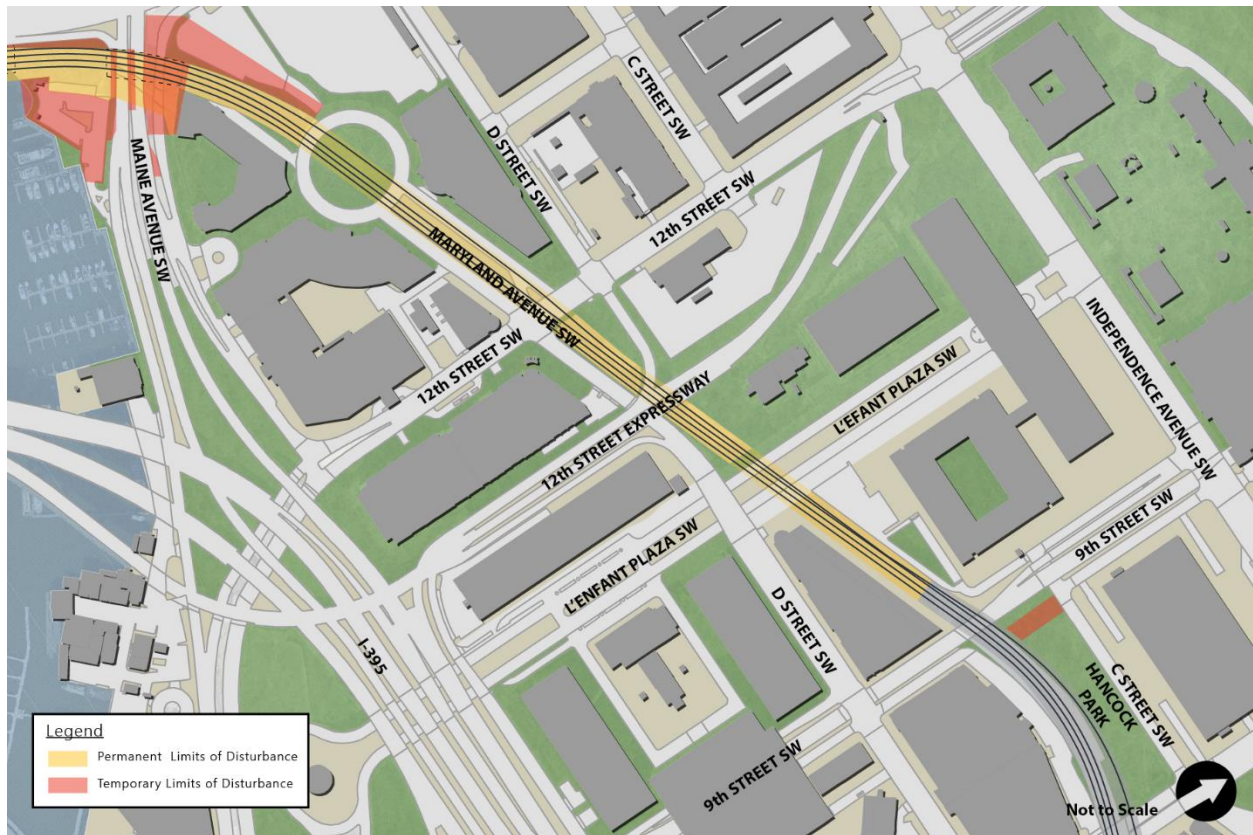 C STREET SW
D STREET SW
MAINE AVENUE SW
12th STREET SW
MARYLAND AVENUE SW
INDEPENDENCE AVENUE SW
12th STREET SW
L'EFANT PLAZA SW
12th STREET EXPRESSWAY
9th STREET SW
L'ENFANT PLAZA SW
D STREET SW
I-395
HANCOCK
PARK
C STREET SW
9th STREET SW
Legend
Permanent Limits of Disturbance
Temporary Limits of Disturbance
Not to Scale